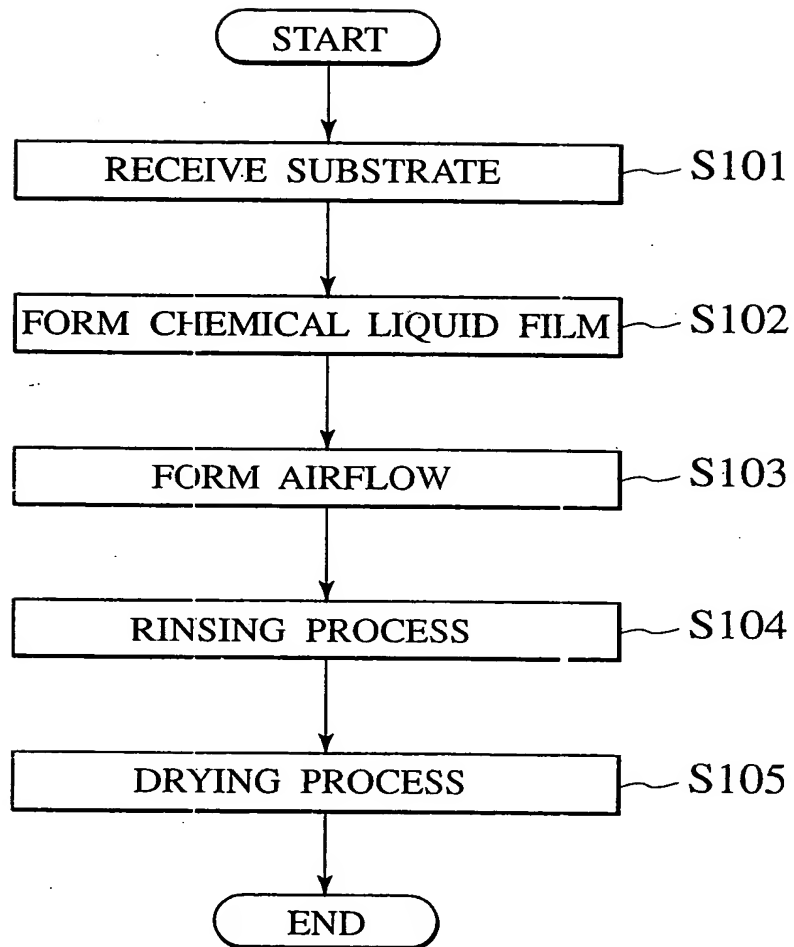 START
RECEIVE SUBSTRATE S101
FORM CHEMICAL LIQUID FILM S102
FORM AIRFLOW S103
RINSING PROCESS S104
DRYING PROCESS S105
END